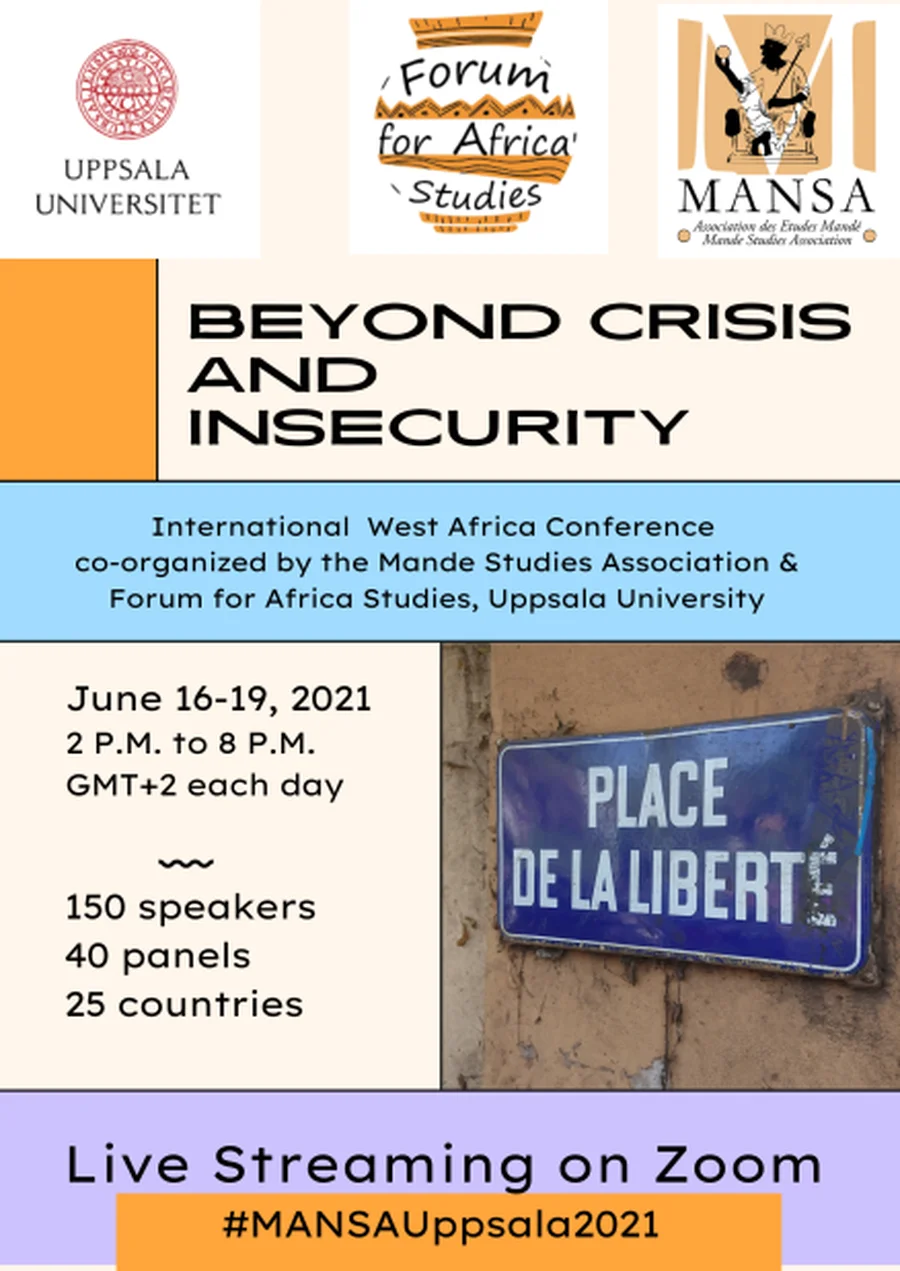 UPPSALA
UNIVERSITET
Forum
for Africa
Studies
MANSA
Association des Etudes Mandé
Mande Studies Association
BEYOND CRISIS
AND
INSECURITY
International West Africa Conference
co-organized by the Mande Studies Association &
Forum for Africa Studies, Uppsala University
June 16-19, 2021
2 P.M. to 8 P.M.
GMT+2 each day
150 speakers
40 panels
25 countries
PLACE
DE LA LIBERTÉ
Live Streaming on Zoom
#MANSAUppsala2021